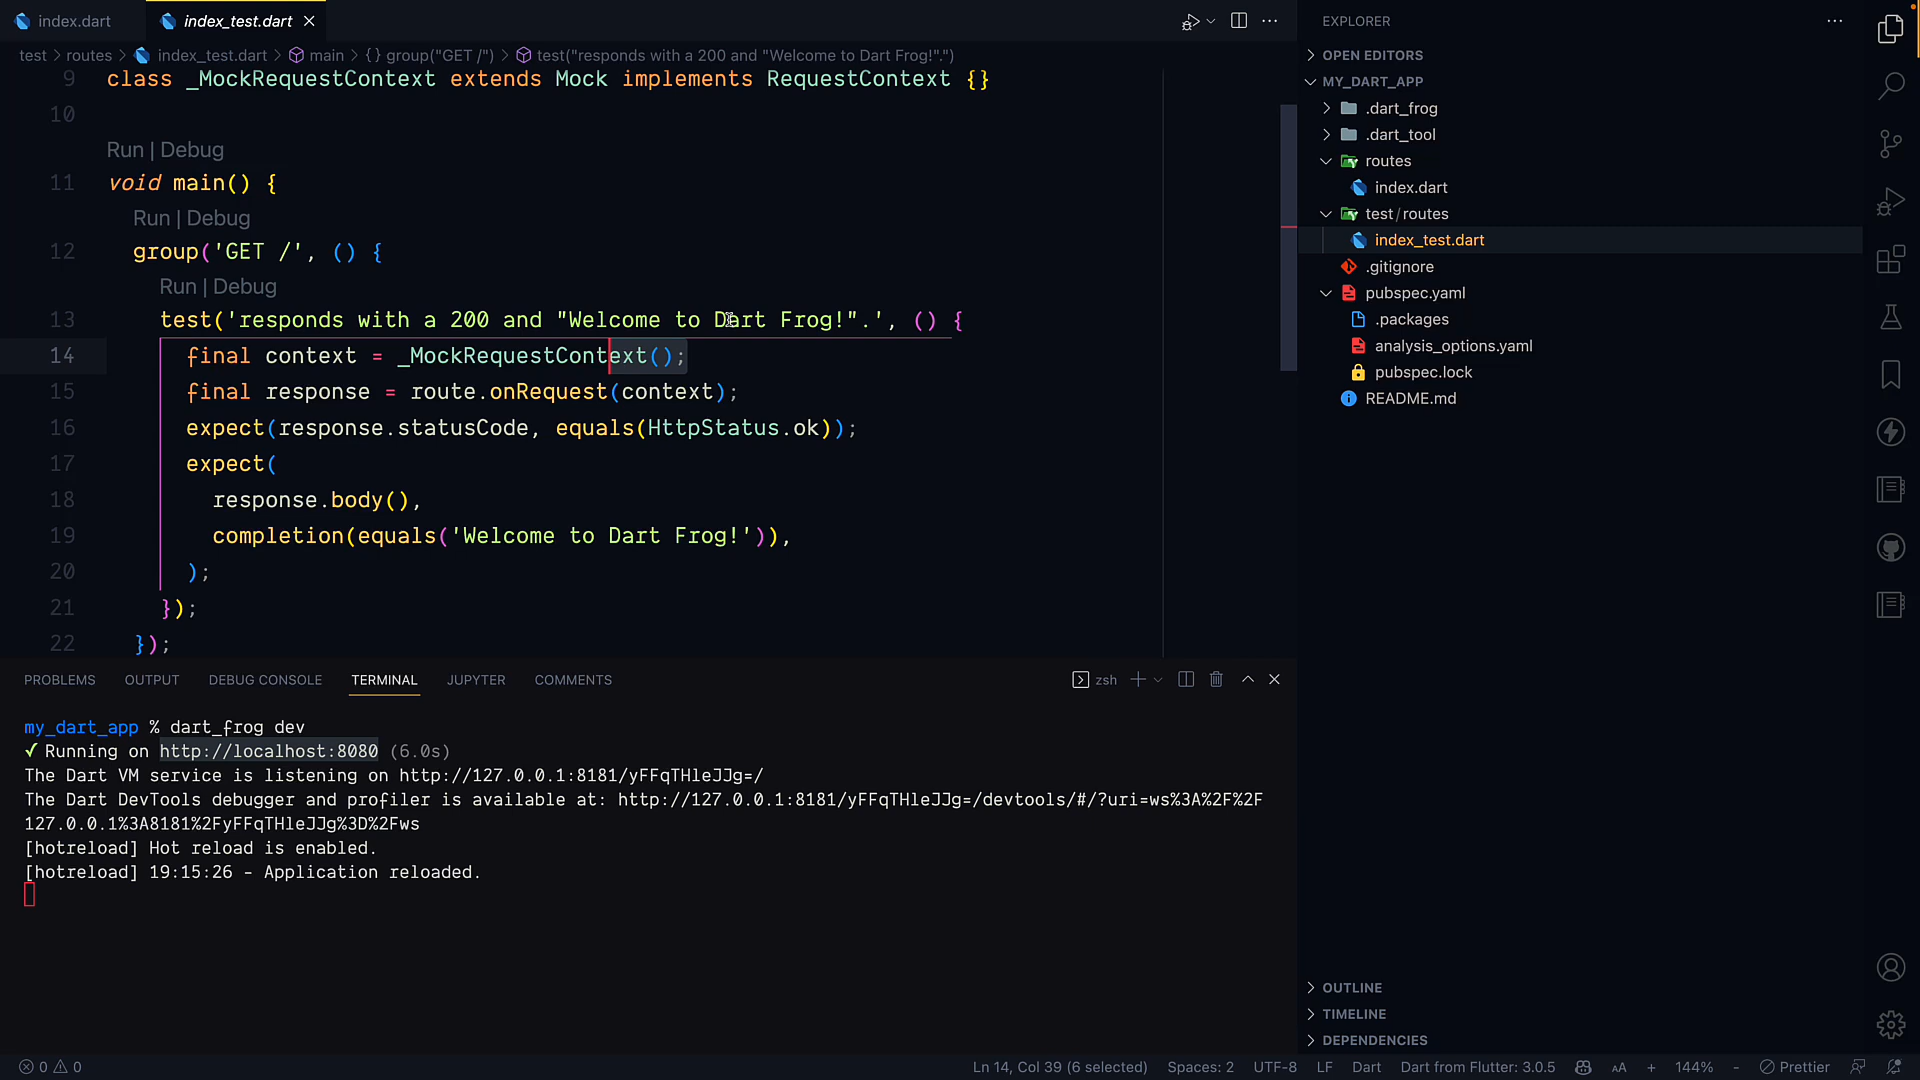 index.dart
index_test.dart
test > routes > index_test.dart > main > {} group("GET /") > test("responds with a 200 and "Welcome to Dart Frog!".")
9 class _MockRequestContext extends Mock implements RequestContext {}
10
Run | Debug
11 void main() {
Run | Debug
12 group('GET /', () {
Run | Debug
13 test('responds with a 200 and "Welcome to Dart Frog!".', () {
14 final context = _MockRequestContext();
15 final response = route.onRequest(context);
16 expect(response.statusCode, equals(HttpStatus.ok));
17 expect(
18 response.body(),
19 completion(equals('Welcome to Dart Frog!')),
20 );
21 });
22 });
PROBLEMS OUTPUT DEBUG CONSOLE TERMINAL JUPYTER COMMENTS
zsh
my_dart_app % dart_frog dev
✓ Running on http://localhost:8080 (6.0s)
The Dart VM service is listening on http://127.0.0.1:8181/yFFqTHleJJg=/
The Dart DevTools debugger and profiler is available at: http://127.0.0.1:8181/yFFqTHleJJg=/devtools/#/?uri=ws%3A%2F%2F
127.0.0.1%3A8181%2FyFFqTHleJJg%3D%2Fws
[hotreload] Hot reload is enabled.
[hotreload] 19:15:26 - Application reloaded.
EXPLORER
OPEN EDITORS
MY_DART_APP
.dart_frog
.dart_tool
routes
index.dart
test/routes
index_test.dart
.gitignore
pubspec.yaml
.packages
analysis_options.yaml
pubspec.lock
README.md
OUTLINE
TIMELINE
DEPENDENCIES
0 0
Ln 14, Col 39 (6 selected) Spaces: 2 UTF-8 LF Dart Dart from Flutter: 3.0.5 AA + 144% - Prettier